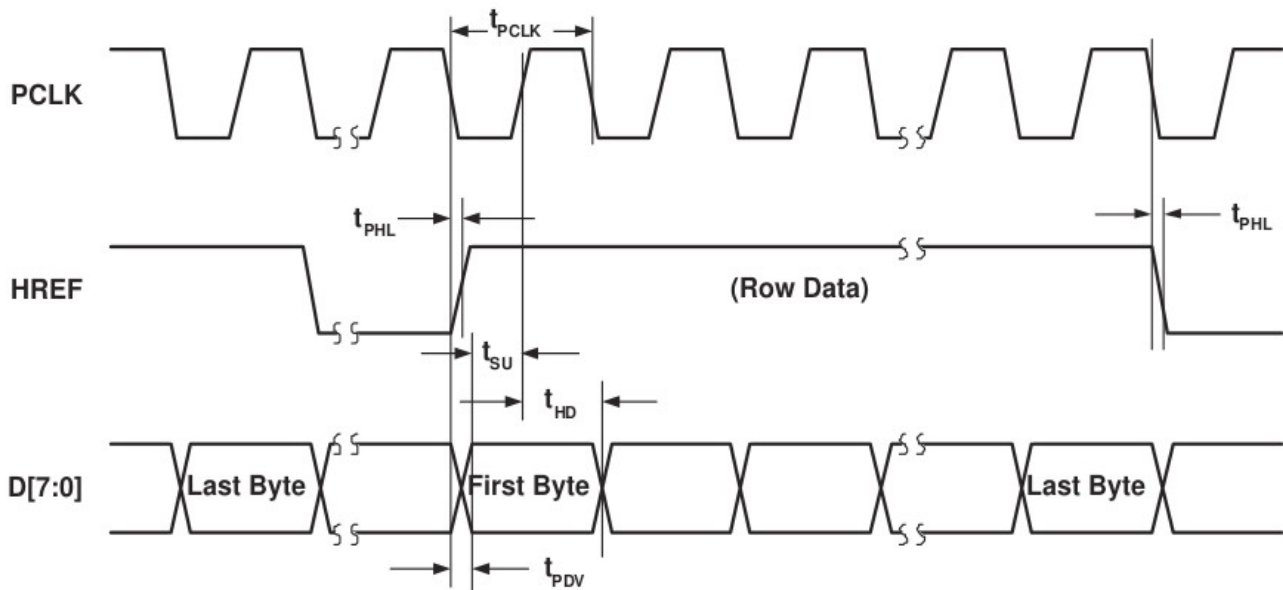 tPCLK
PCLK
tPHL
tPHL
HREF
(Row Data)
tSU
tHD
D[7:0]
Last Byte
First Byte
Last Byte
tPDV